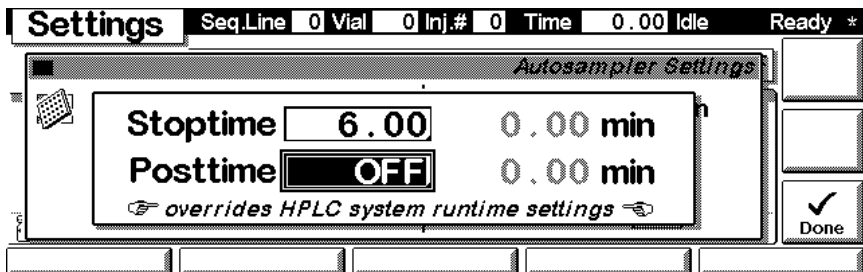 Settings Seq.Line 0 Vial 0 Inj.# 0 Time 0.00 Idle Ready *
Autosampler Settings
Stoptime 6.00 0.00 min
Posttime OFF 0.00 min
overrides HPLC system runtime settings
Done